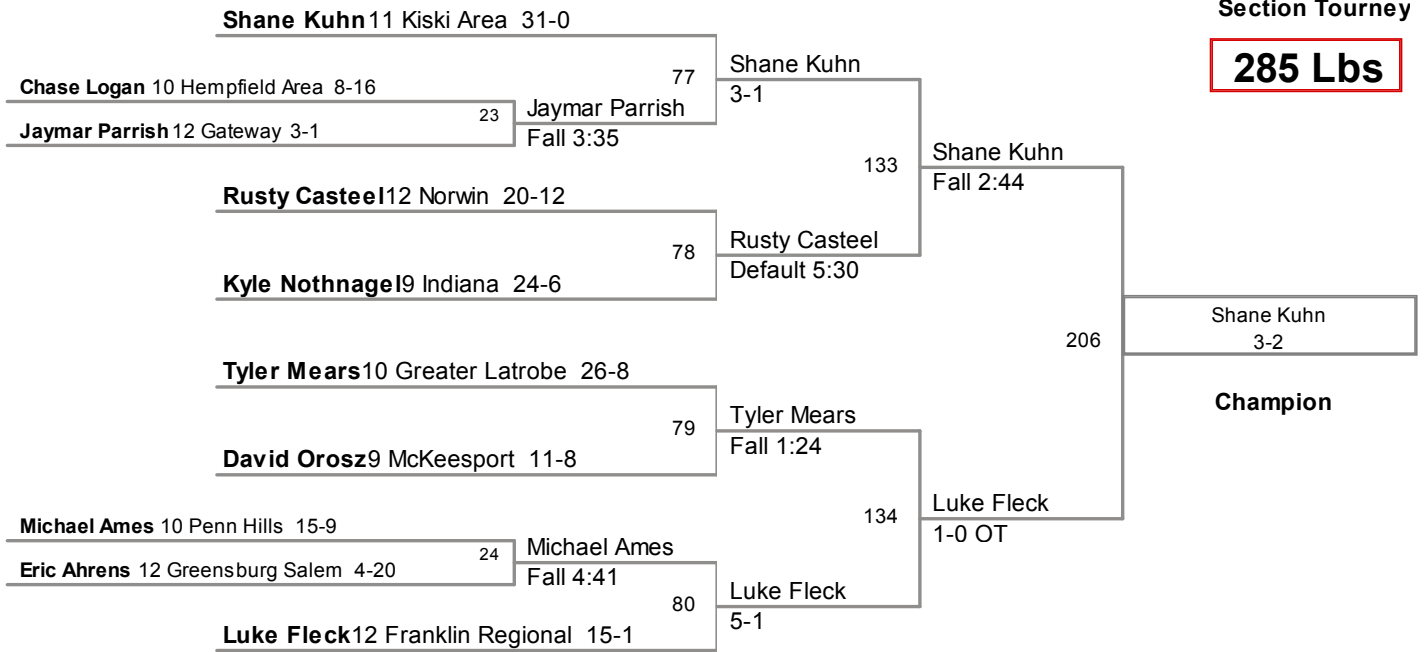 Section Tourney
285 Lbs
Shane Kuhn 11 Kiski Area 31-0
77
Shane Kuhn
3-1
Chase Logan 10 Hempfield Area 8-16
23
Jaymar Parrish
Fall 3:35
Jaymar Parrish 12 Gateway 3-1
133
Shane Kuhn
Fall 2:44
Rusty Casteel 12 Norwin 20-12
78
Rusty Casteel
Default 5:30
Kyle Nothnagel 9 Indiana 24-6
206
Shane Kuhn
3-2
Champion
Tyler Mears 10 Greater Latrobe 26-8
79
Tyler Mears
Fall 1:24
David Orosz 9 McKeesport 11-8
134
Luke Fleck
1-0 OT
Michael Ames 10 Penn Hills 15-9
24
Michael Ames
Fall 4:41
Eric Ahrens 12 Greensburg Salem 4-20
80
Luke Fleck
5-1
Luke Fleck 12 Franklin Regional 15-1